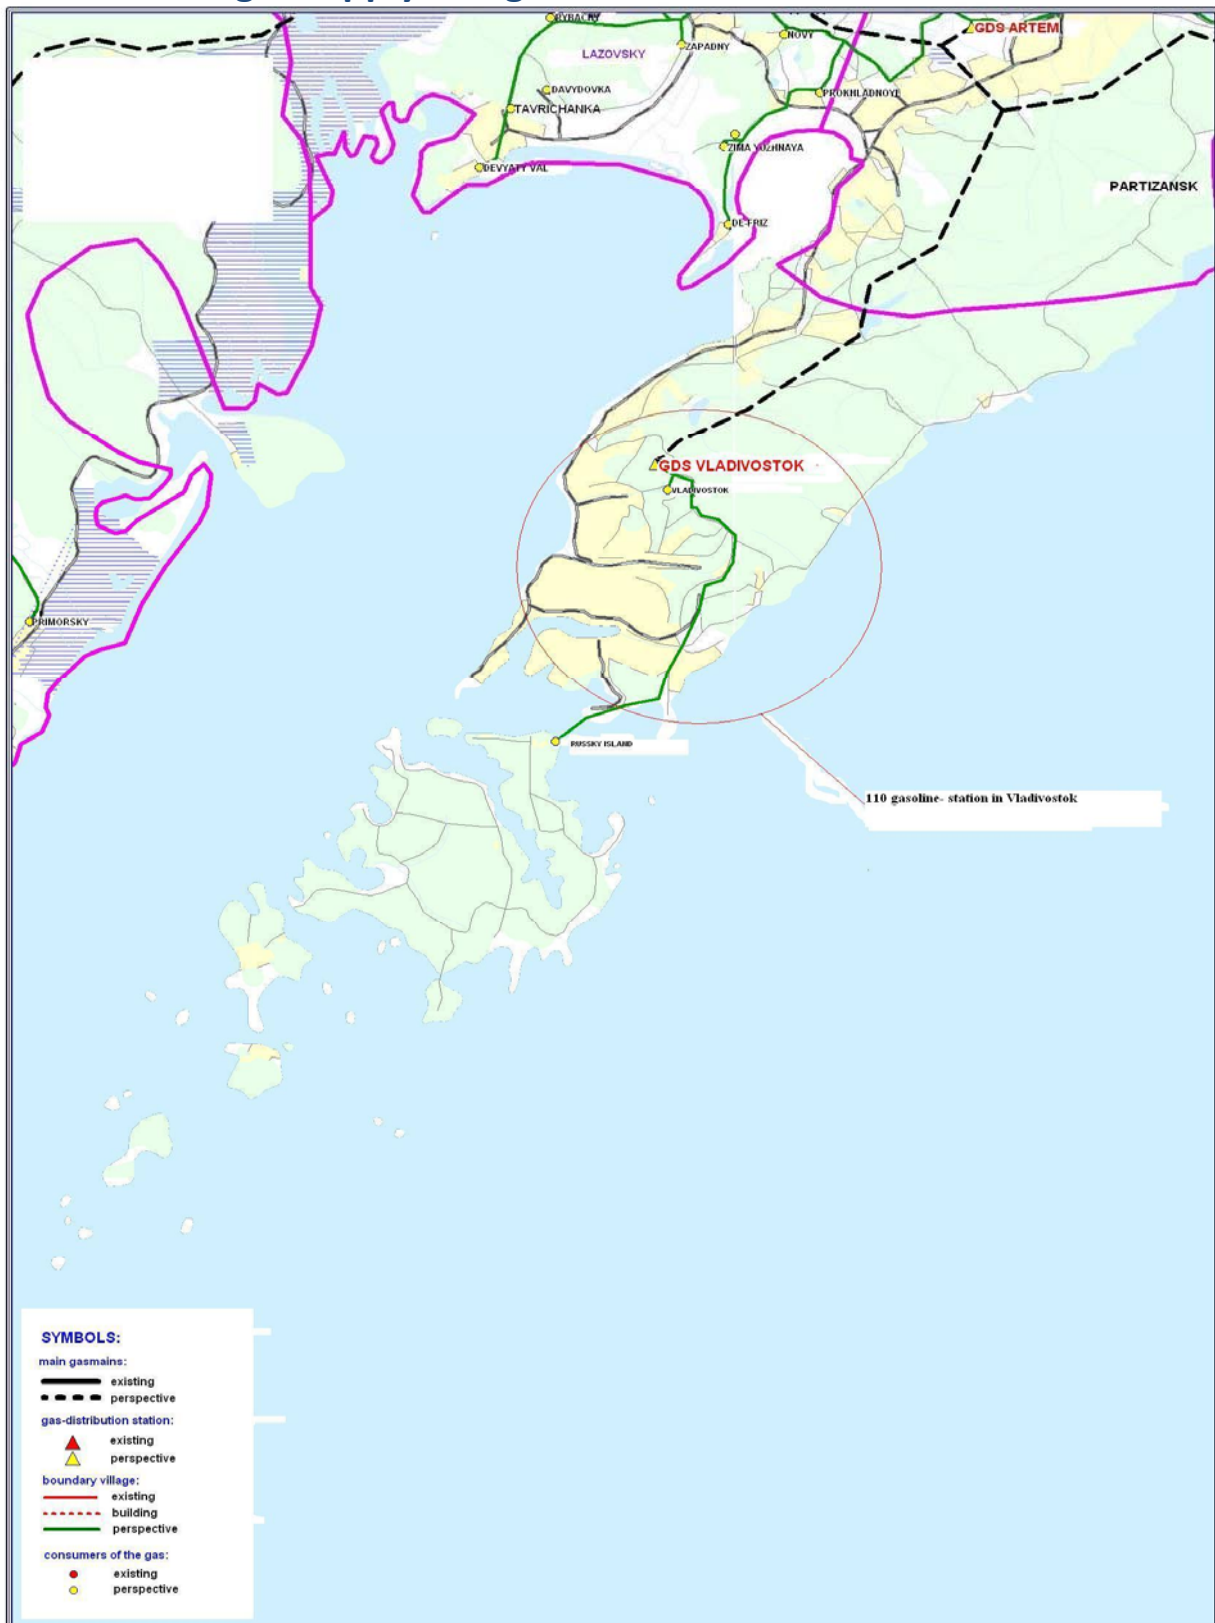 RYBACHY
LAZOVSKY
ZAPADNY
NOVY
GDS ARTEM
DAVYDOVKA
TAVRICHANKA
PROKHLADNOYE
ZIMA YUZHNAYA
DEVYATY VAL
PARTIZANSK
DE-FRIZ
GDS VLADIVOSTOK
VLADIVOSTOK
PRIMORSKY
RUSSKY ISLAND
110 gasoline- station in Vladivostok
SYMBOLS:
main gasmains:
existing
perspective
gas-distribution station:
existing
perspective
boundary village:
existing
building
perspective
consumers of the gas:
existing
perspective